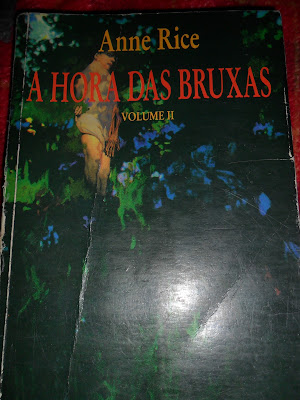 Anne Rice
A HORA DAS BRUXAS
VOLUME II